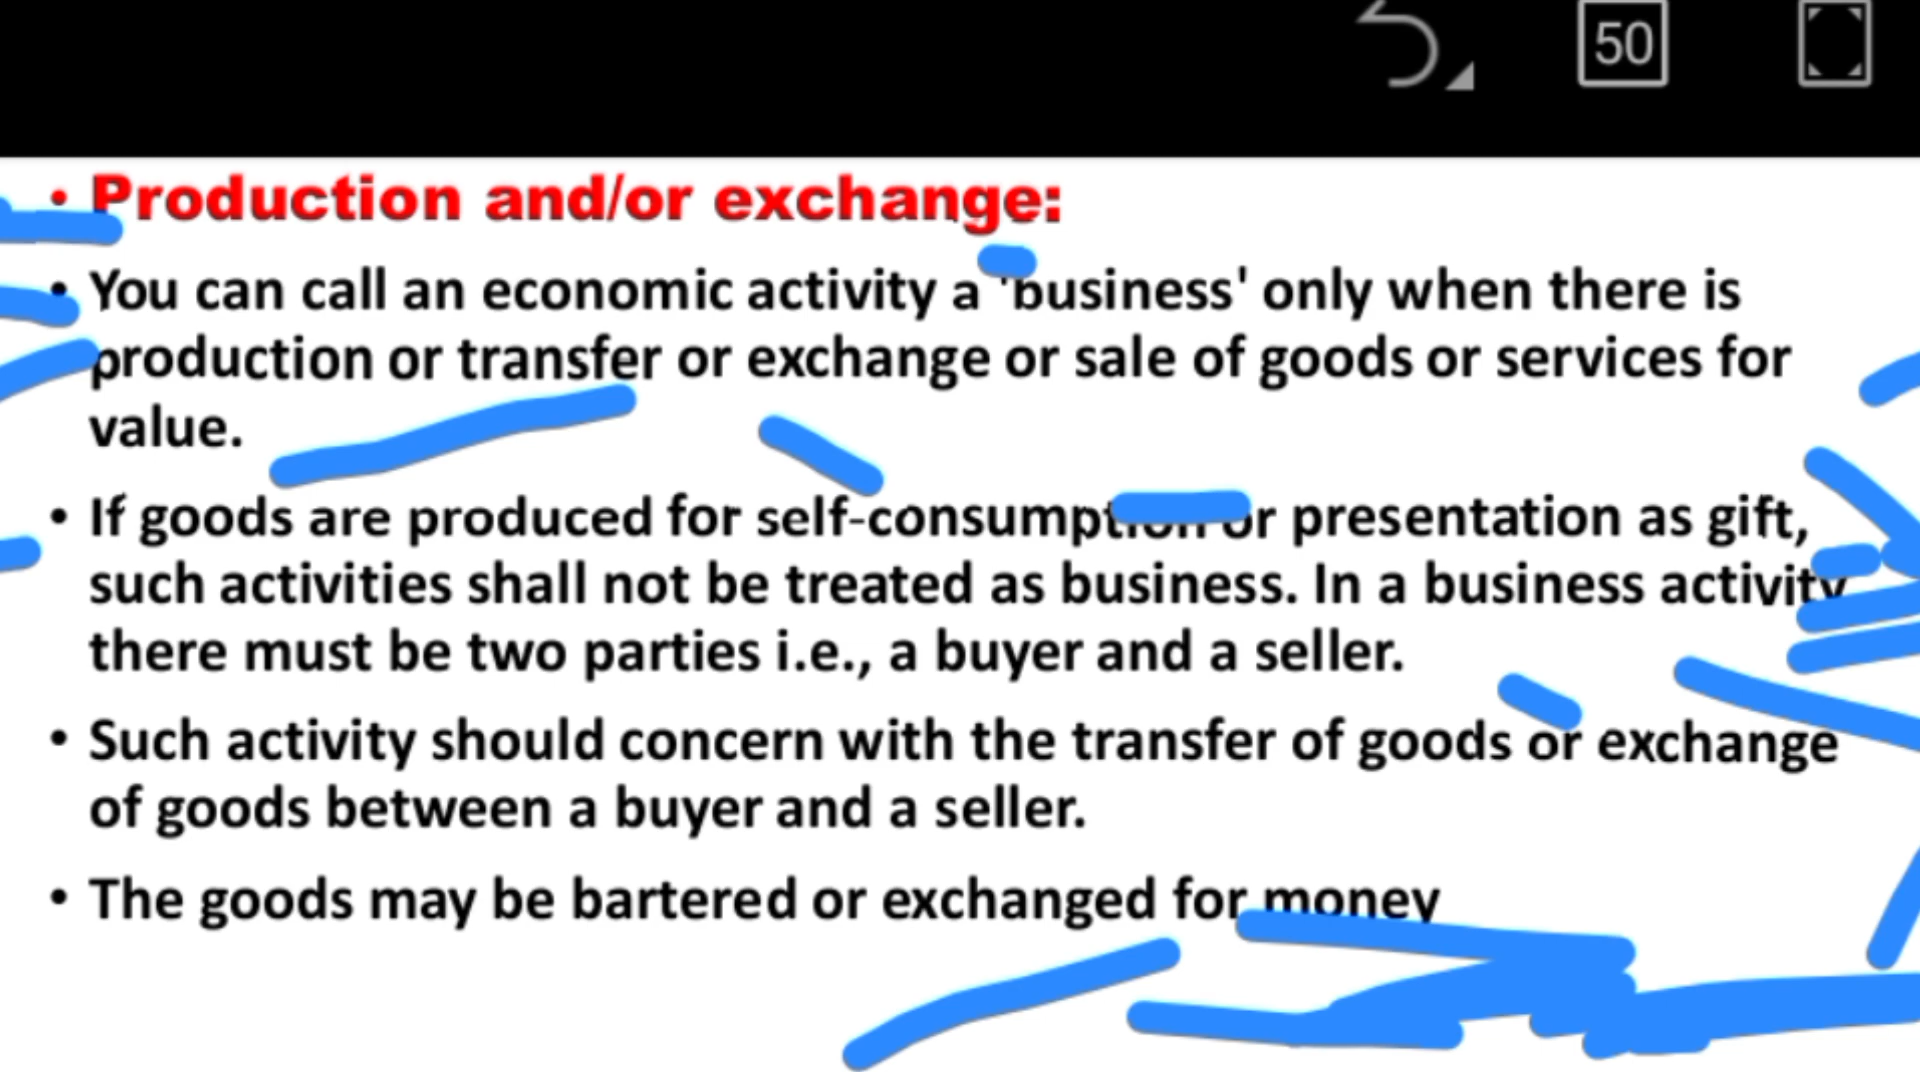 50
• Production and/or exchange:
• You can call an economic activity a 'business' only when there is
production or transfer or exchange or sale of goods or services for
value.
• If goods are produced for self-consumption or presentation as gift,
such activities shall not be treated as business. In a business activity
there must be two parties i.e., a buyer and a seller.
• Such activity should concern with the transfer of goods or exchange
of goods between a buyer and a seller.
• The goods may be bartered or exchanged for money